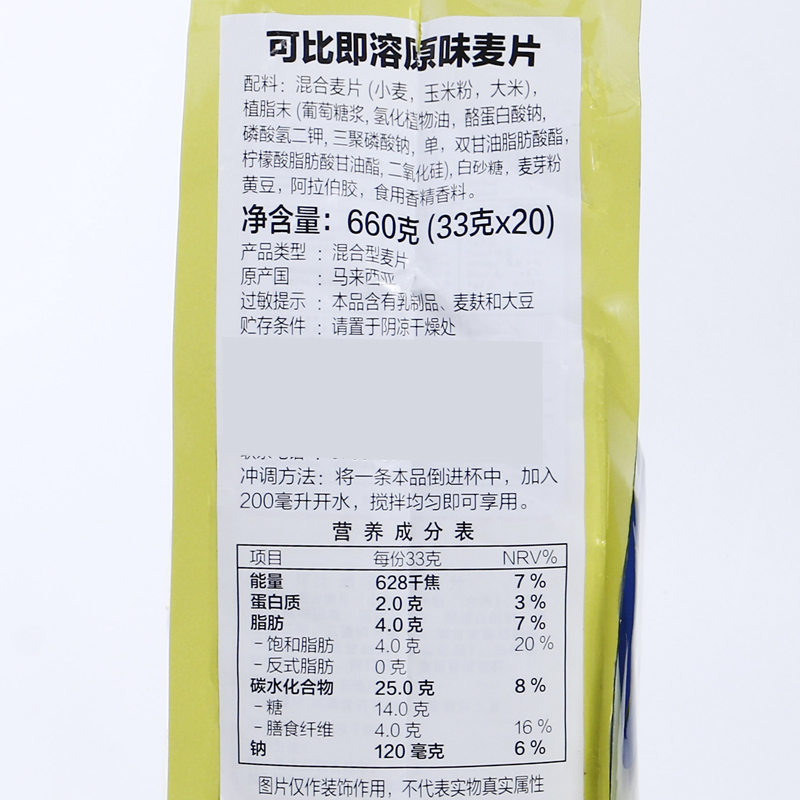 可比即溶原味麦片
配料：混合麦片 (小麦，玉米粉，大米)，
植脂末 (葡萄糖浆, 氢化植物油，酪蛋白酸钠,
磷酸氢二钾, 三聚磷酸钠，单，双甘油脂肪酸酯，
柠檬酸脂肪酸甘油酯, 二氧化硅), 白砂糖，麦芽粉
黄豆，阿拉伯胶，食用香精香料。
净含量：660克 (33克x20)
产品类型 ：混合型麦片
原产国 ：马来西亚
过敏提示 ：本品含有乳制品、麦麸和大豆
贮存条件 ：请置于阴凉干燥处
冲调方法：将一条本品倒进杯中，加入
200毫升开水，搅拌均匀即可享用。
营养成分表
项目 每份33克 NRV%
能量 628千焦 7 %
蛋白质 2.0 克 3 %
脂肪 4.0 克 7 %
- 饱和脂肪 4.0 克 20 %
- 反式脂肪 0 克
碳水化合物 25.0 克 8 %
- 糖 14.0 克
- 膳食纤维 4.0 克 16 %
钠 120 毫克 6 %
图片仅作装饰作用，不代表实物真实属性